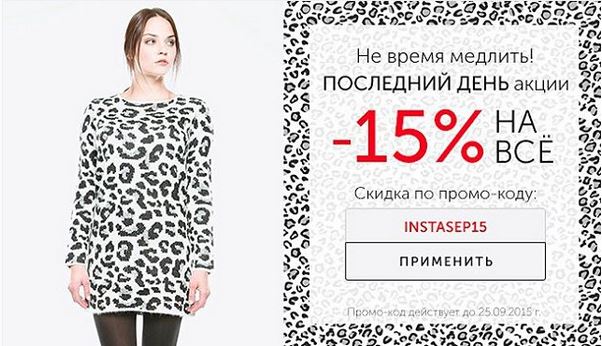 Не время медлить!
ПОСЛЕДНИЙ ДЕНЬ акции
-15% НА
ВСЁ
Скидка по промо-коду:
INSTASEP15
ПРИМЕНИТЬ
Промо-код действует до 25.09.2015 г.